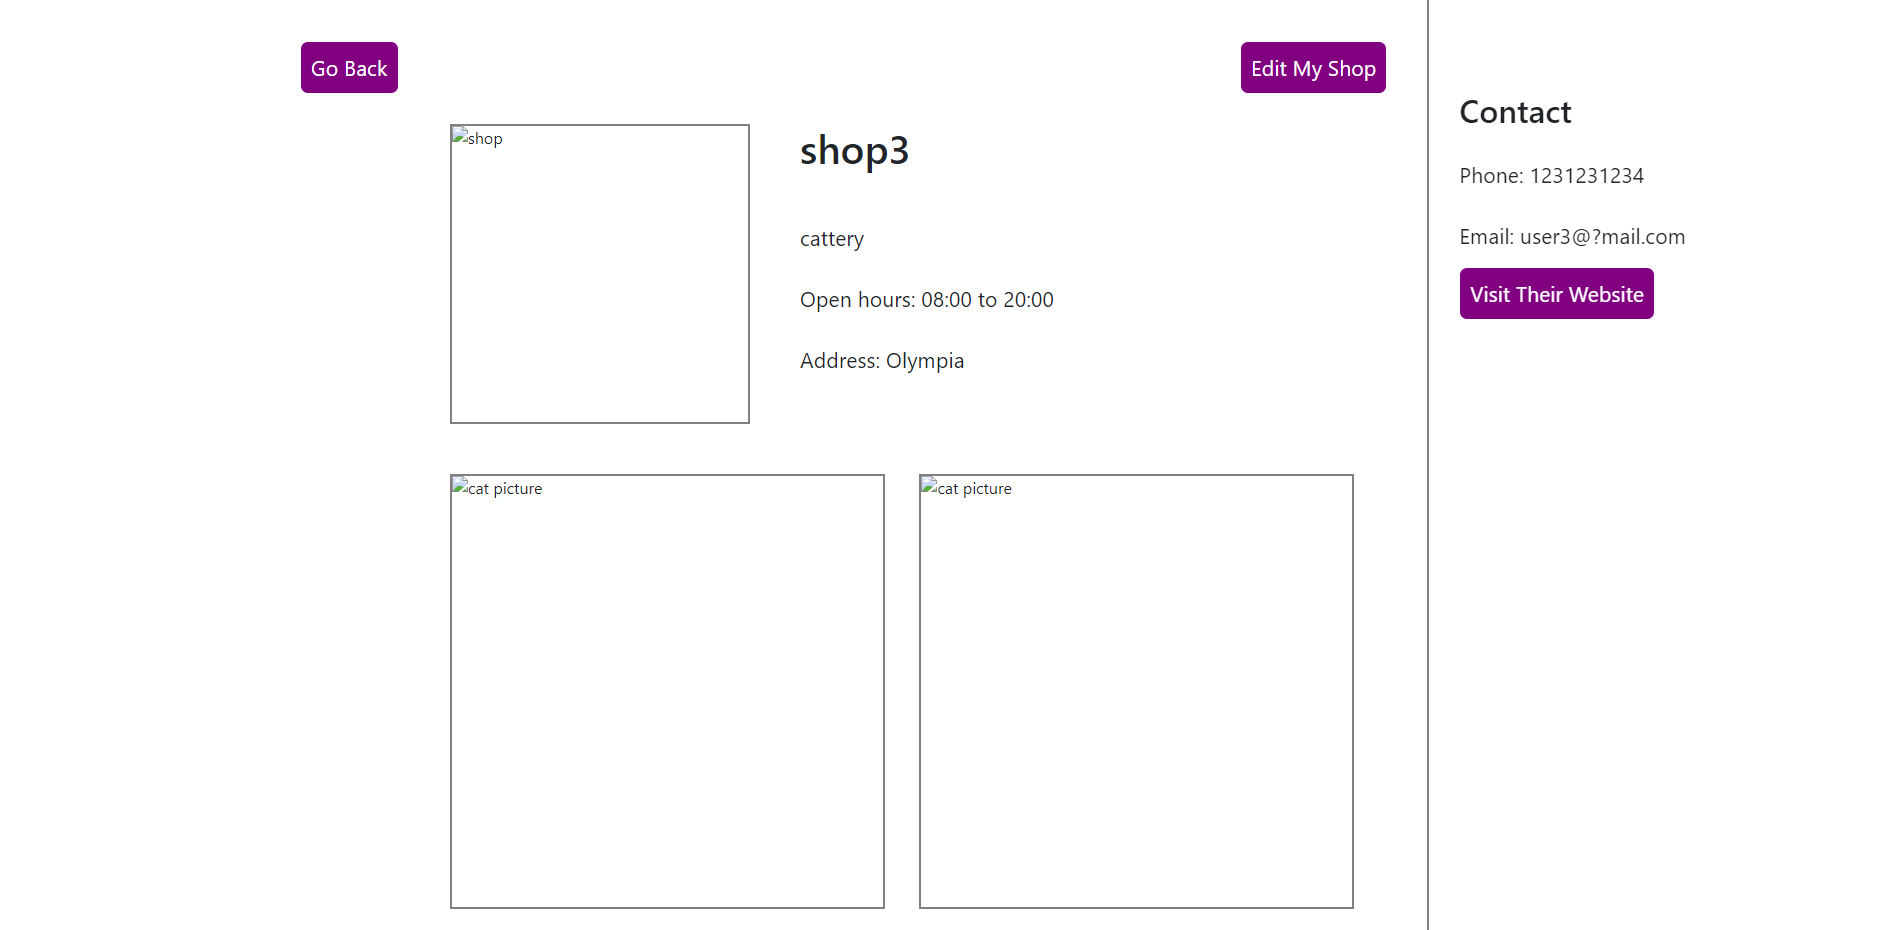 Go Back
Edit My Shop
shop
shop3
cattery
Open hours: 08:00 to 20:00
Address: Olympia
cat picture
cat picture
Contact
Phone: 1231231234
Email: user3@?mail.com
Visit Their Website